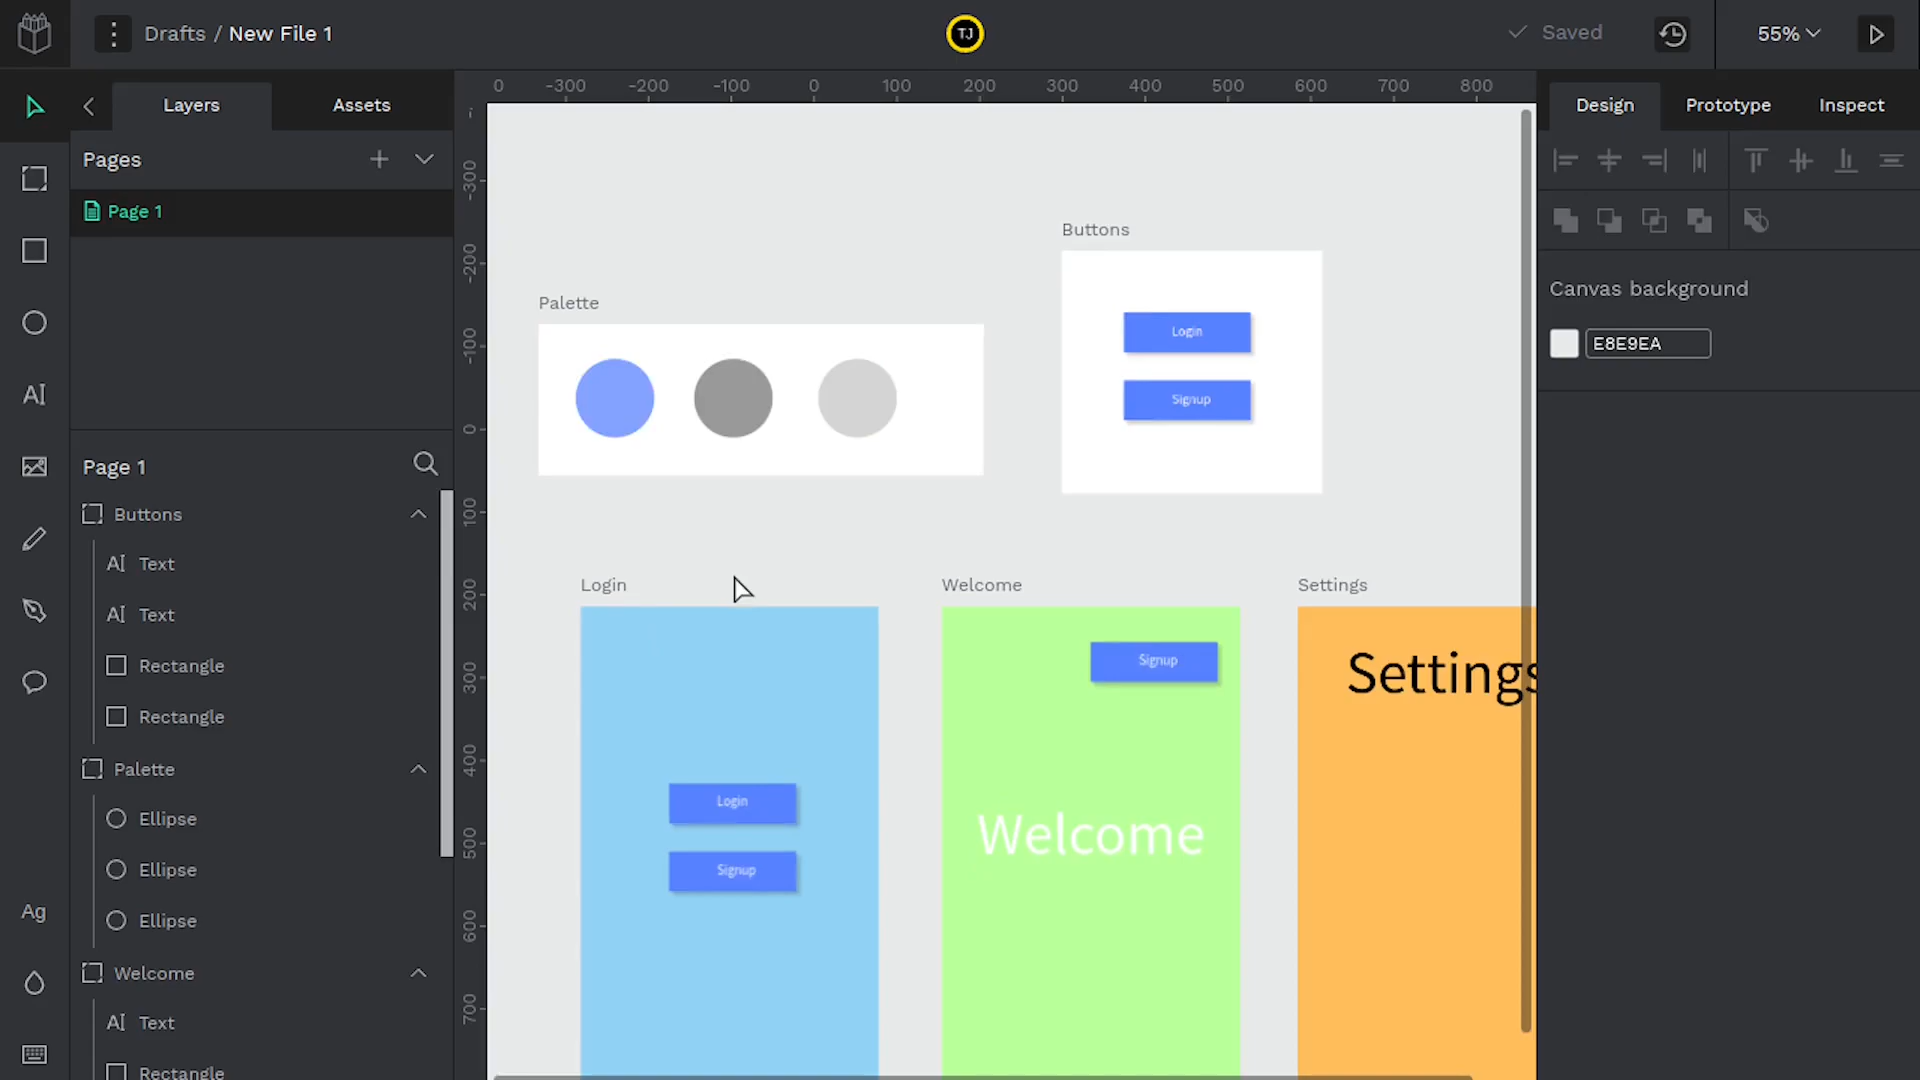 Drafts / New File 1
TJ
Saved
55%
Layers
Assets
Pages
Page 1
Page 1
Buttons
Text
Text
Rectangle
Rectangle
Palette
Ellipse
Ellipse
Ellipse
Welcome
Text
Rectangle
AI
Ag
0 -300 -200 -100 0 100 200 300 400 500 600 700 800
-300
-200
-100
0
100
200
300
400
500
600
700
Palette
Buttons
Login
Signup
Login
Login
Signup
Welcome
Signup
Welcome
Settings
Settings
Design
Prototype
Inspect
Canvas background
E8E9EA